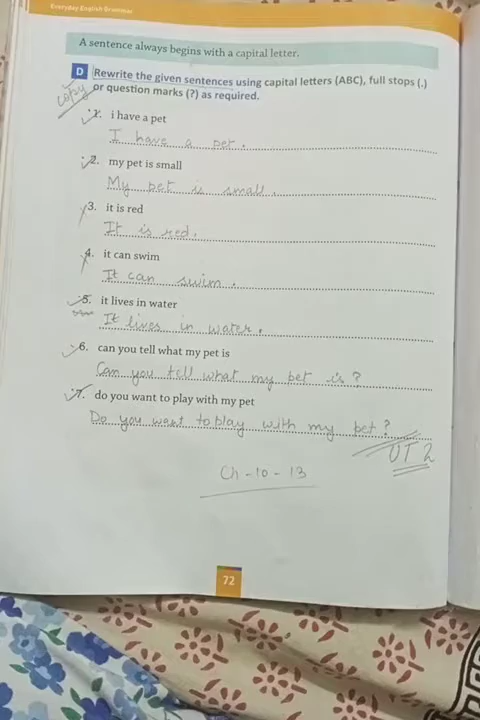 Everyday English Grammar
A sentence always begins with a capital letter.
D Rewrite the given sentences using capital letters (ABC), full stops (.)
or question marks (?) as required.
Copy
1. i have a pet
I have a pet.
2. my pet is small
My pet is small.
3. it is red
It is red.
4. it can swim
It can swim.
5. it lives in water
It lives in water.
6. can you tell what my pet is
Can you tell what my pet is?
7. do you want to play with my pet
Do you want to play with my pet?
UT 2
Ch-10-13
72